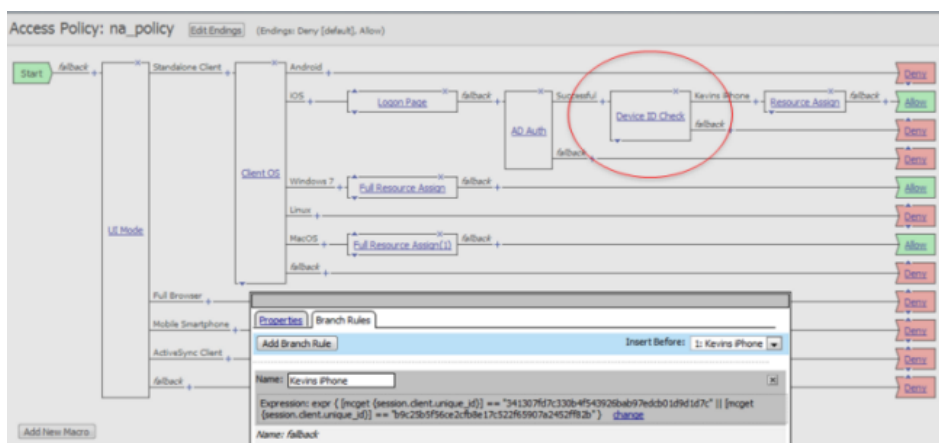 Access Policy: na_policy Edit Endings (Endings: Deny [default], Allow)
Start fallback + Standalone Client + Android + Deny
iOS + Logon Page fallback + AD Auth Successful + Device ID Check Kevins iPhone + Resource Assign fallback + Allow
fallback + Deny
fallback + Deny
Client OS
Windows 7 + Full Resource Assign fallback + Allow
Linux + Deny
UI Mode
MacOS + Full Resource Assign(1) fallback + Allow
fallback + Deny
Full Browser + Deny
Mobile Smartphone + Deny
ActiveSync Client + Deny
fallback + Deny
Properties Branch Rules
Add Branch Rule Insert Before: 1: Kevins iPhone
Name: Kevins iPhone x
Expression: expr { [mcget {session.client.unique_id}] == "341307fd7c330b4f543926bab97edcb01d9d1d7c" || [mcget
{session.client.unique_id}] == "b9c25b5f56ce2cfb8e17c522f65907a2452ff82b" } change
Name: fallback
Add New Macro